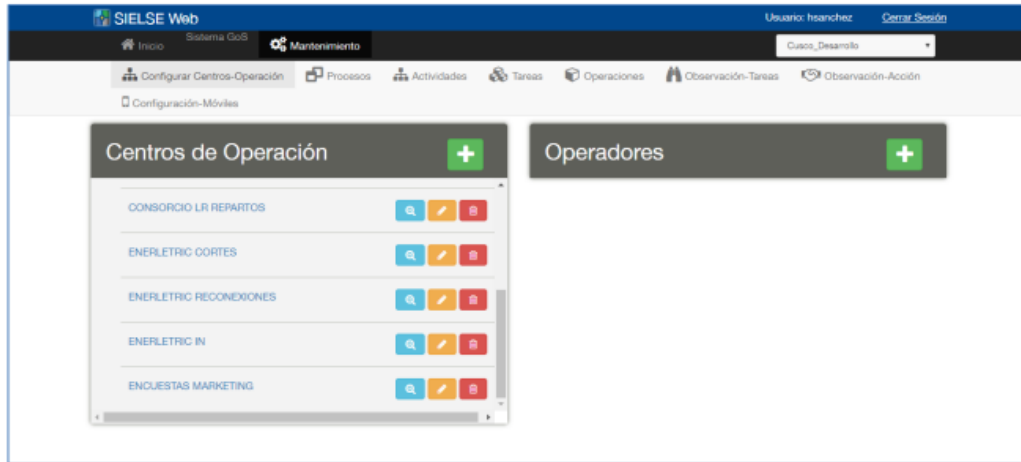 SIELSE Web
Usuario: hsanchez Cerrar Sesión
Inicio Sistema GoS Mantenimiento Cusco_Desarrollo
Configurar Centros-Operación Procesos Actividades Tareas Operaciones Observación-Tareas Observación-Acción
Configuración-Móviles
Centros de Operación
CONSORCIO LR REPARTOS
ENERLETRIC CORTES
ENERLETRIC RECONEXIONES
ENERLETRIC IN
ENCUESTAS MARKETING
Operadores